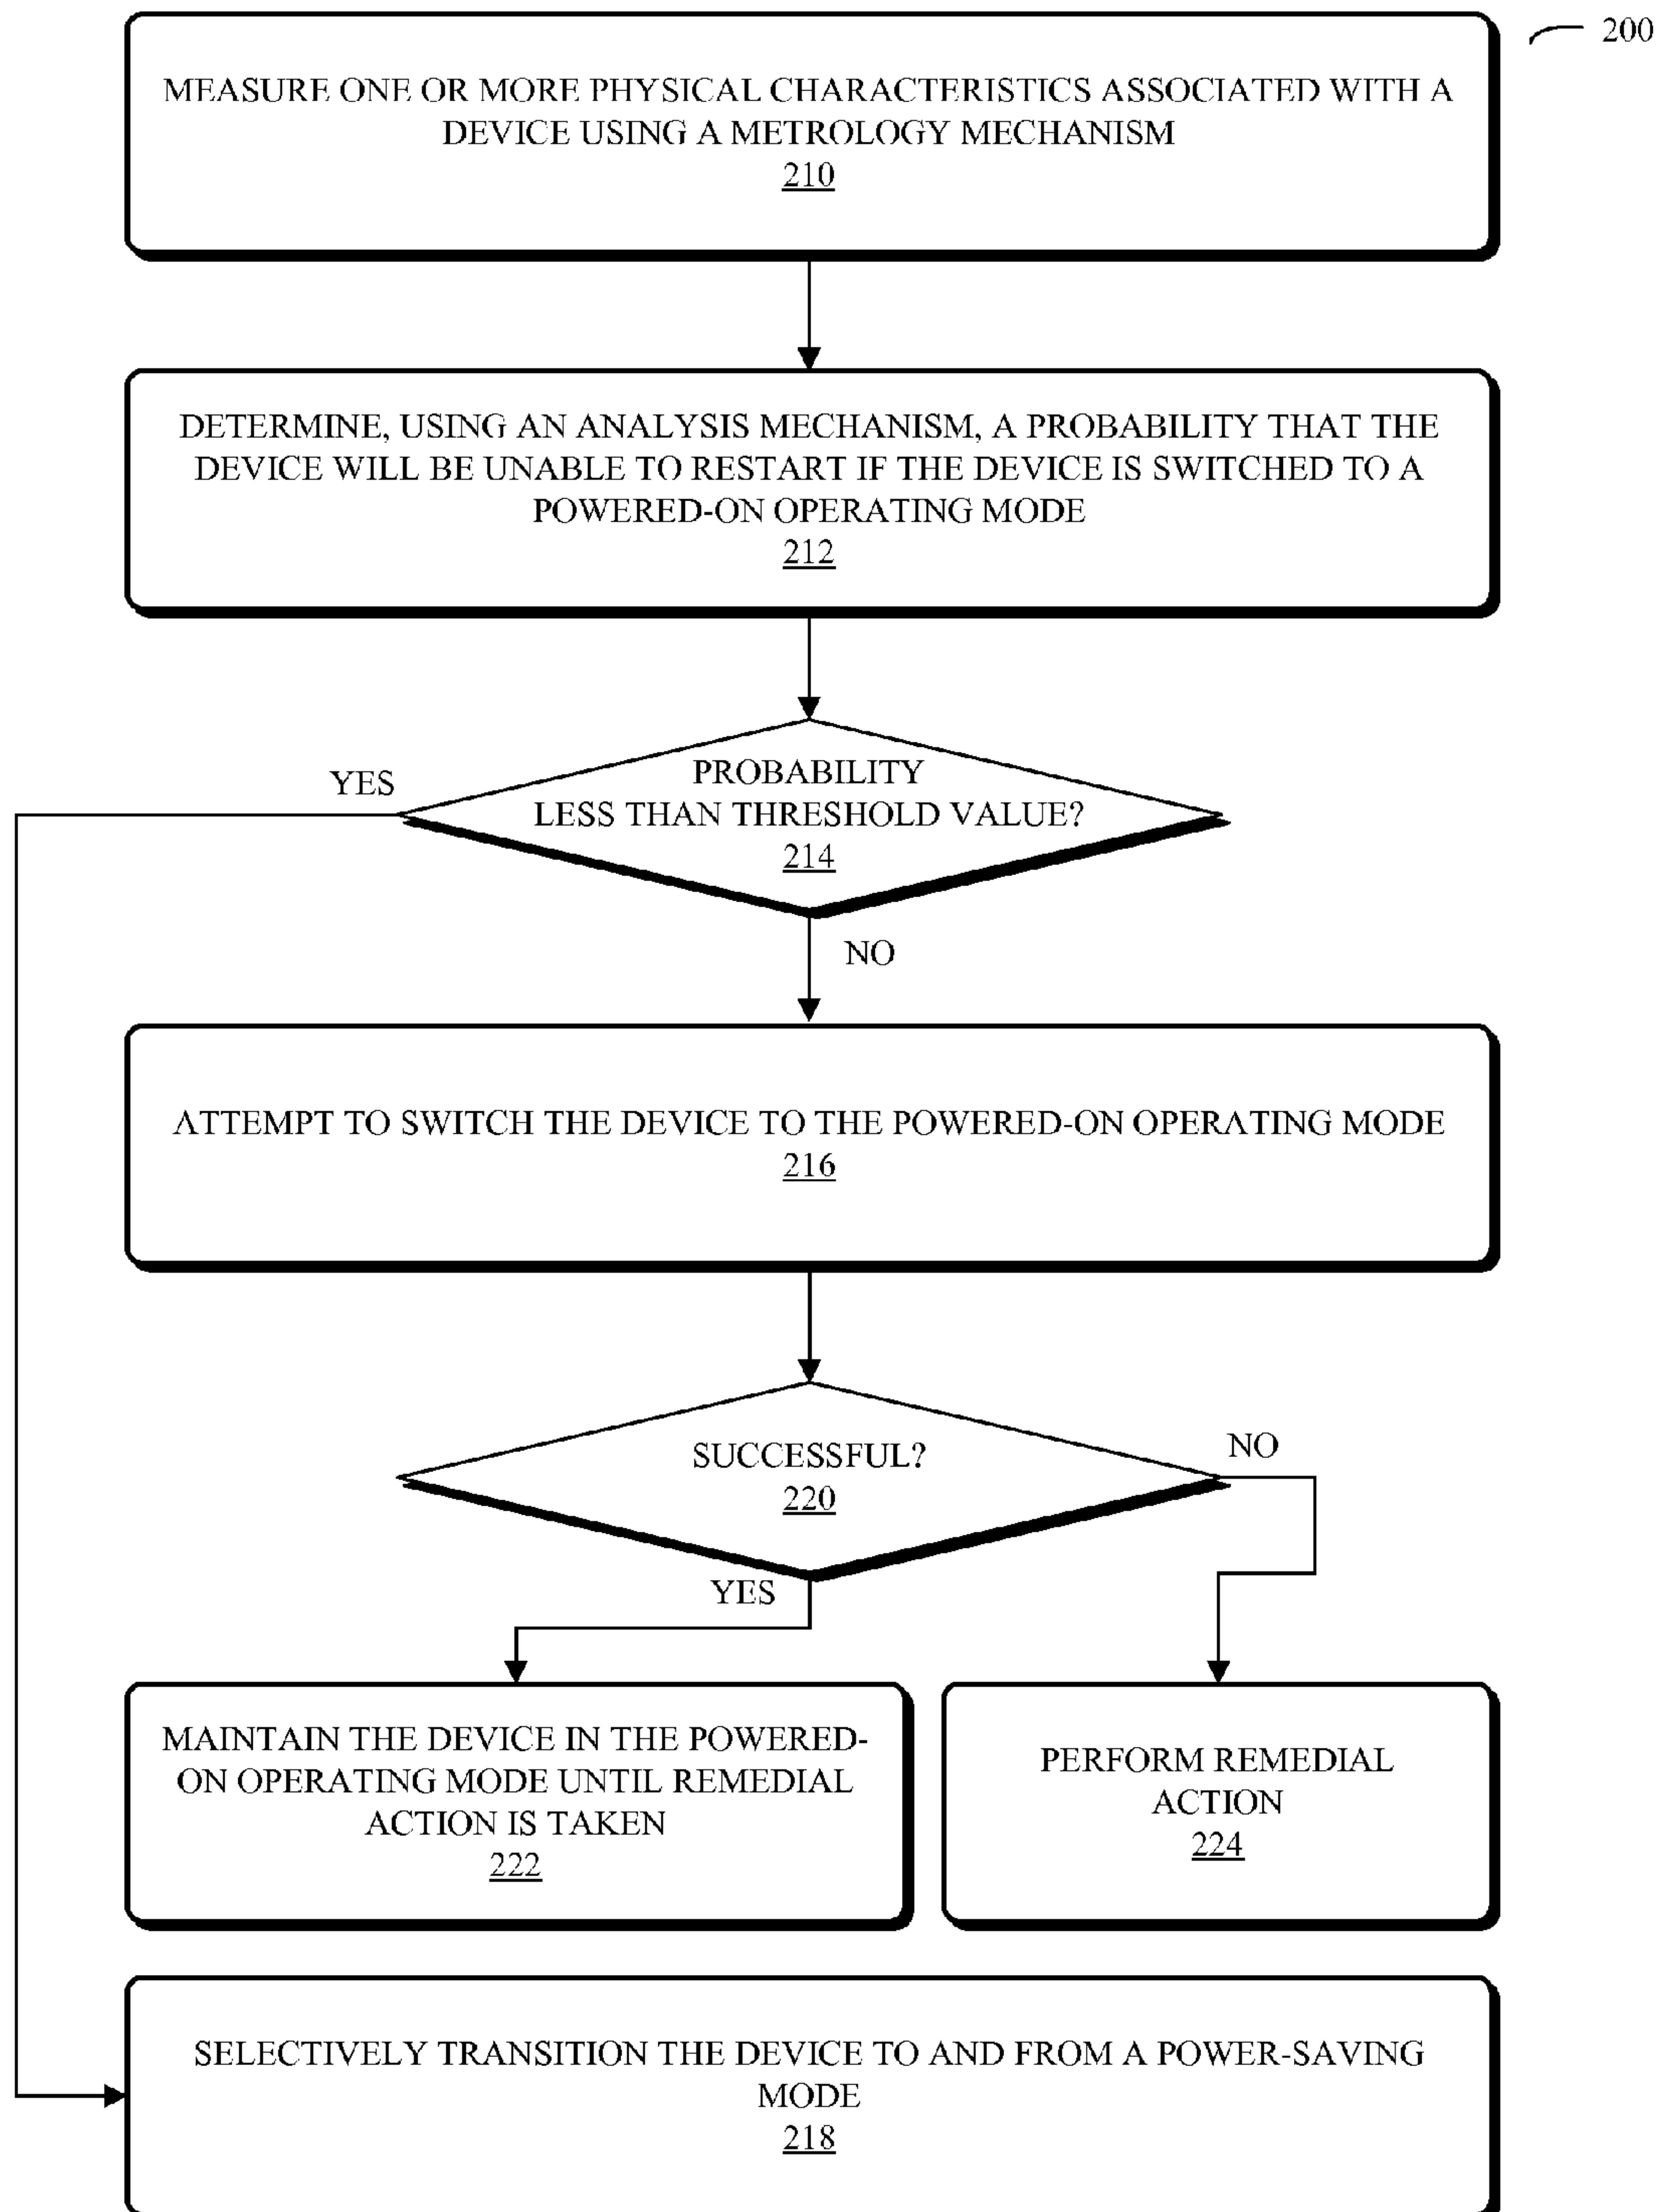 200
MEASURE ONE OR MORE PHYSICAL CHARACTERISTICS ASSOCIATED WITH A
DEVICE USING A METROLOGY MECHANISM
210
DETERMINE, USING AN ANALYSIS MECHANISM, A PROBABILITY THAT THE
DEVICE WILL BE UNABLE TO RESTART IF THE DEVICE IS SWITCHED TO A
POWERED-ON OPERATING MODE
212
YES
PROBABILITY
LESS THAN THRESHOLD VALUE?
214
NO
ATTEMPT TO SWITCH THE DEVICE TO THE POWERED-ON OPERATING MODE
216
SUCCESSFUL?
220
NO
YES
MAINTAIN THE DEVICE IN THE POWERED-
ON OPERATING MODE UNTIL REMEDIAL
ACTION IS TAKEN
222
PERFORM REMEDIAL
ACTION
224
SELECTIVELY TRANSITION THE DEVICE TO AND FROM A POWER-SAVING
MODE
218